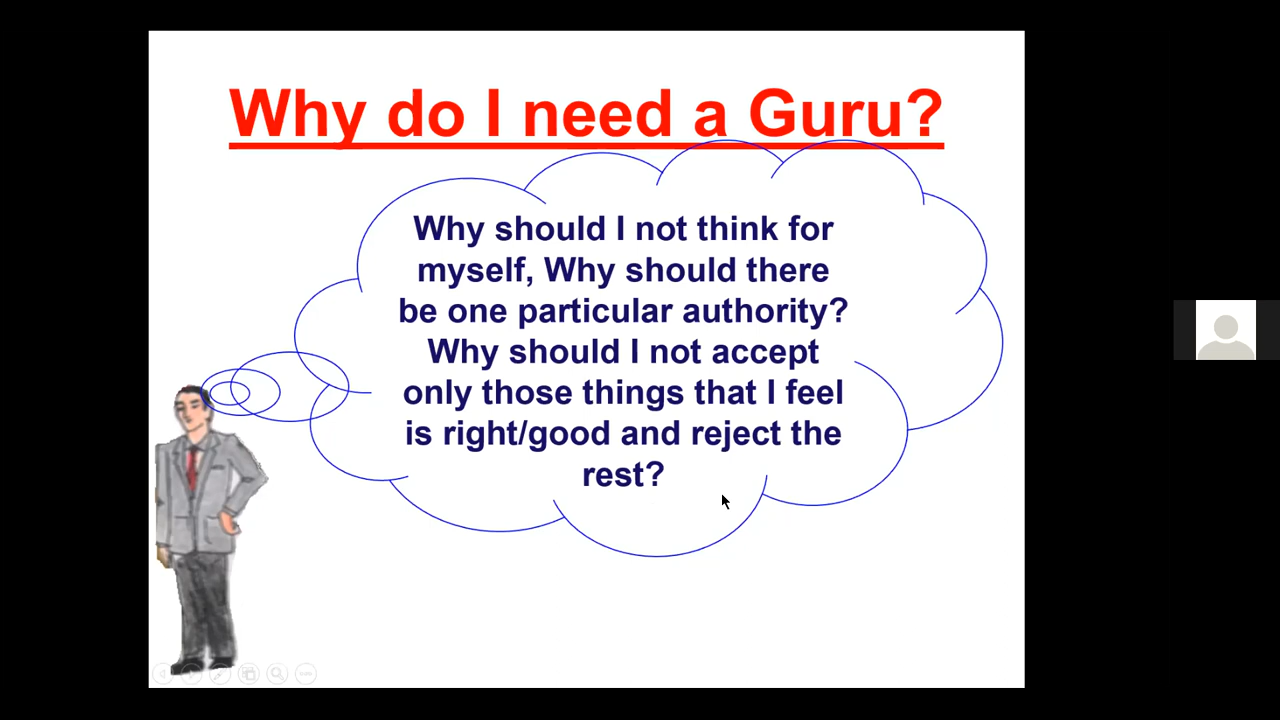 Why do I need a Guru?
Why should I not think for
myself, Why should there
be one particular authority?
Why should I not accept
only those things that I feel
is right/good and reject the
rest?